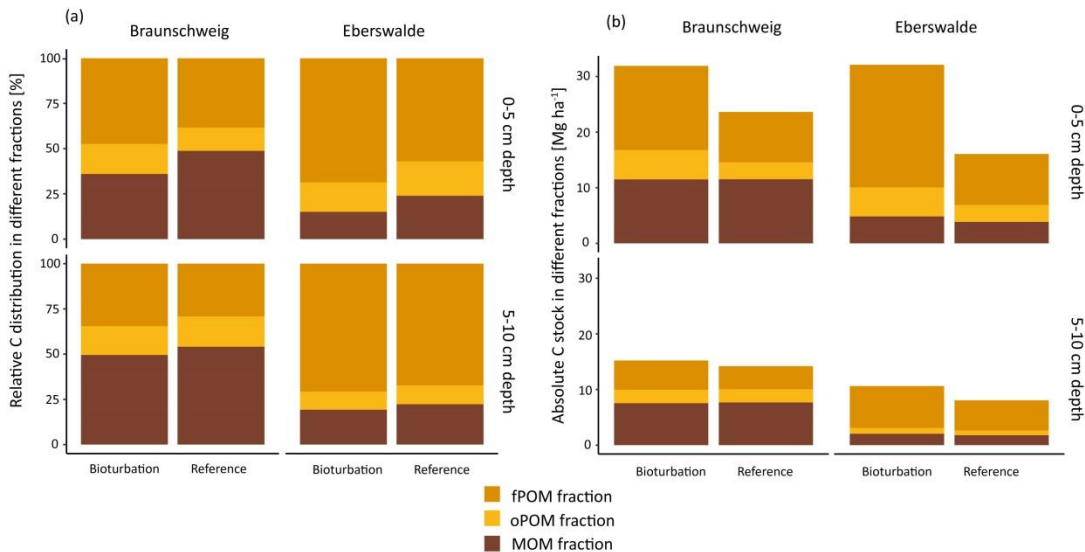 (a)
Braunschweig
Eberswalde
Relative C distribution in different fractions [%]
100
75
50
25
0
0-5 cm depth
100
75
50
25
0
5-10 cm depth
Bioturbation
Reference
Bioturbation
Reference
(b)
Braunschweig
Eberswalde
Absolute C stock in different fractions [Mg ha⁻¹]
30
20
10
0
0-5 cm depth
30
20
10
0
5-10 cm depth
Bioturbation
Reference
Bioturbation
Reference
fPOM fraction
oPOM fraction
MOM fraction